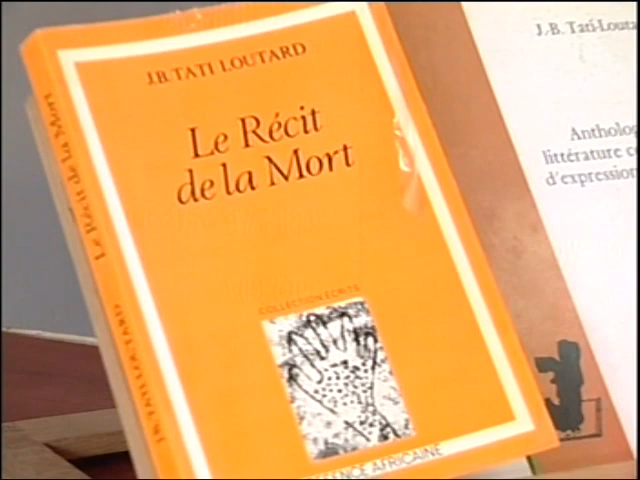 J.B. TATI LOUTARD
Le Récit
de la Mort
COLLECTION ÉCRITS
AFRICAINE
Le Récit de la Mort
J.B. TATI LOUTARD
J.-B. Tati-Louta
Antholog
littérature c
d'expression